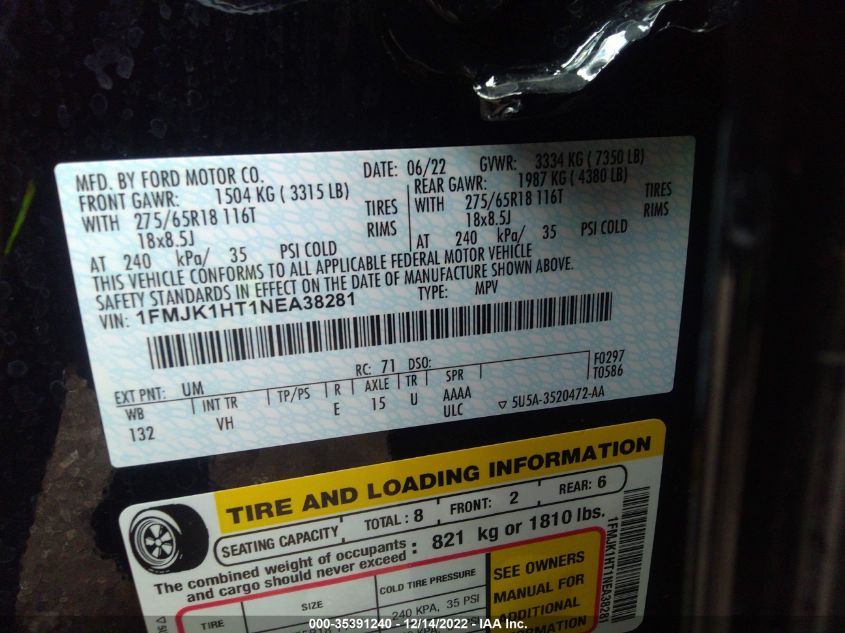 MFD. BY FORD MOTOR CO.
DATE: 06/22 GVWR: 3334 KG ( 7350 LB)
FRONT GAWR: 1504 KG ( 3315 LB)
REAR GAWR: 1987 KG ( 4380 LB)
WITH 275/65R18 116T TIRES
WITH 275/65R18 116T TIRES
18x8.5J RIMS
18x8.5J RIMS
AT 240 kPa/ 35 PSI COLD
AT 240 kPa/ 35 PSI COLD
THIS VEHICLE CONFORMS TO ALL APPLICABLE FEDERAL MOTOR VEHICLE
SAFETY STANDARDS IN EFFECT ON THE DATE OF MANUFACTURE SHOWN ABOVE.
VIN: 1FMJK1HT1NEA38281 TYPE: MPV
EXT PNT: UM RC: 71 DSO: F0297
T0586
WB INT TR TP/PS R AXLE TR SPR
132 VH E 15 U AAAA
ULC
▽ 5U5A-3520472-AA
TIRE AND LOADING INFORMATION
SEATING CAPACITY TOTAL: 8 FRONT: 2 REAR: 6
The combined weight of occupants
and cargo should never exceed : 821 kg or 1810 lbs.
TIRE SIZE COLD TIRE PRESSURE
240 KPA, 35 PSI
SEE OWNERS
MANUAL FOR
ADDITIONAL
INFORMATION
1FMJK1HT1NEA38281
000-35391240 - 12/14/2022 - IAA Inc.